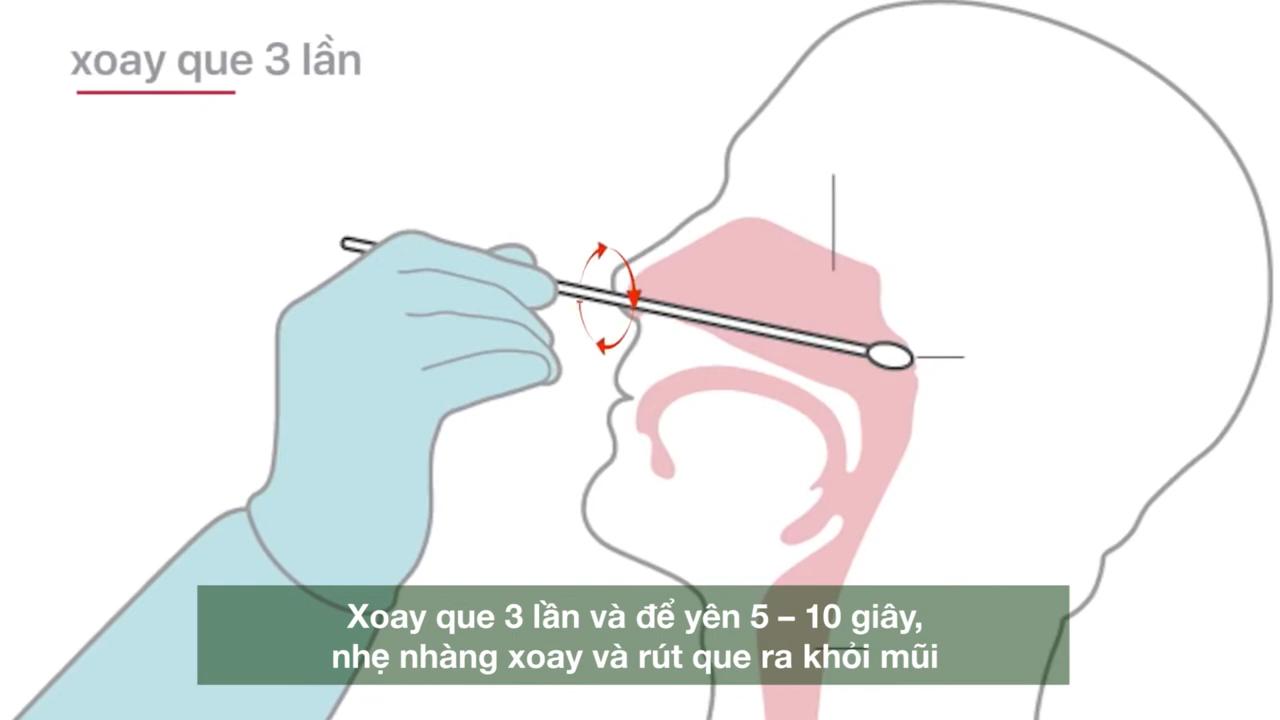 xoay que 3 lần
Xoay que 3 lần và để yên 5 – 10 giây,
nhẹ nhàng xoay và rút que ra khỏi mũi